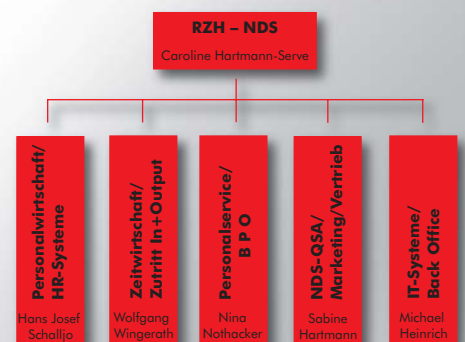 RZH – NDS
Caroline Hartmann-Serve
Personalwirtschaft/
HR-Systeme
Hans Josef
Schalljo
Zeitwirtschaft/
Zutritt In+Output
Wolfgang
Wingerath
Personalservice/
B P O
Nina
Nothacker
NDS-QSA/
Marketing/Vertrieb
Sabine
Hartmann
IT-Systeme/
Back Office
Michael
Heinrich